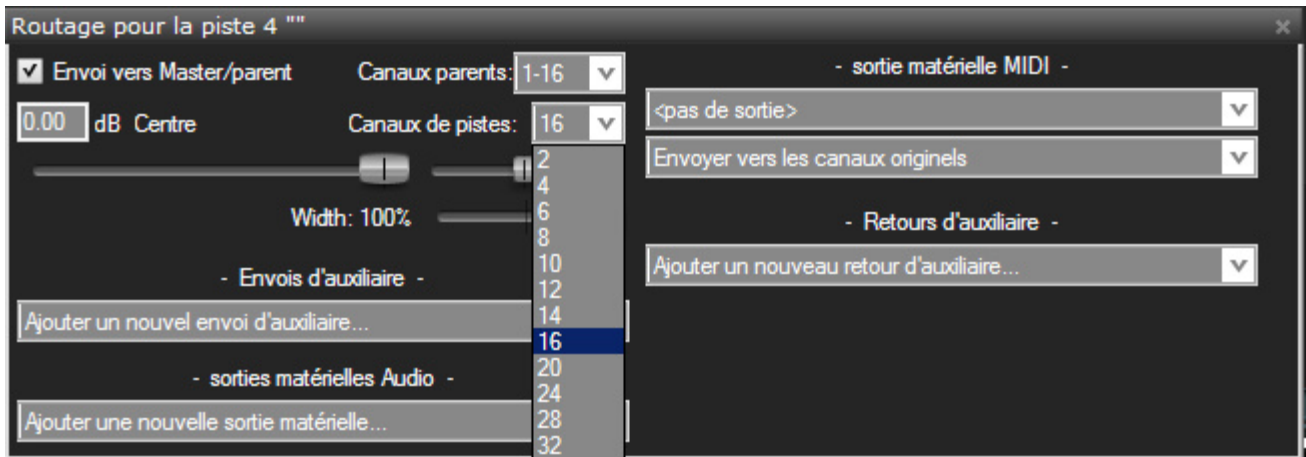 Routage pour la piste 4 ""
Envoi vers Master/parent Canaux parents: 1-16
0.00 dB Centre Canaux de pistes: 16
2
4
Width: 100% 6
8
- Envois d'auxiliaire - 10
12
Ajouter un nouvel envoi d'auxiliaire... 14
16
- sorties matérielles Audio - 20
24
Ajouter une nouvelle sortie matérielle... 28
32
- sortie matérielle MIDI -
<pas de sortie>
Envoyer vers les canaux originels
- Retours d'auxiliaire -
Ajouter un nouveau retour d'auxiliaire...